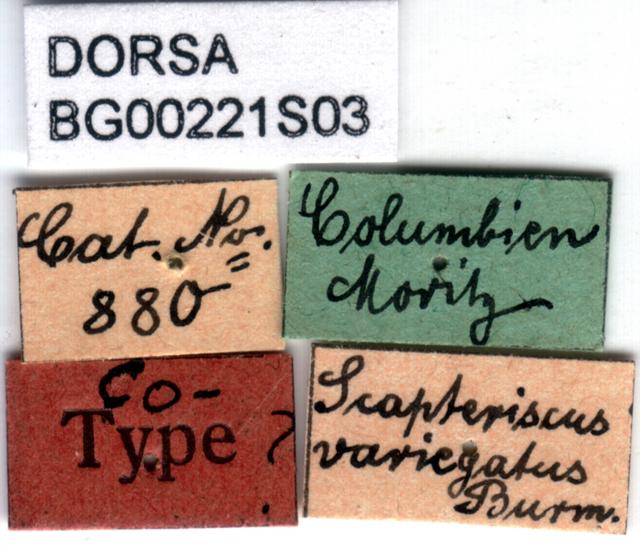 DORSA
BG00221S03
Cat. No.
880
Columbien
Moritz
Co-
Type ?
Scapteriscus
variegatus
Burm.